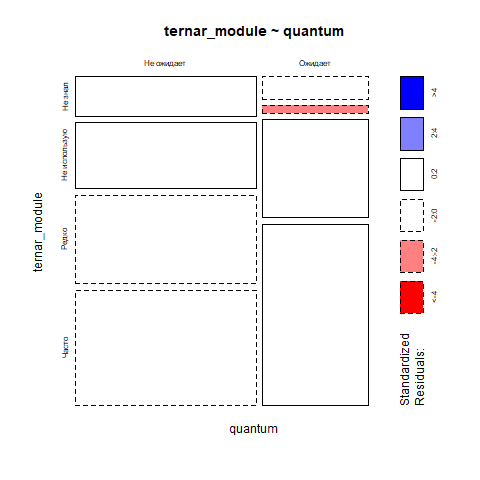 ternar_module ~ quantum
Не ожидает
Ожидает
Не знал
Не использую
Редко
Часто
ternar_module
quantum
>4
2:4
0:2
-2:0
-4:-2
<-4
Standardized
Residuals: